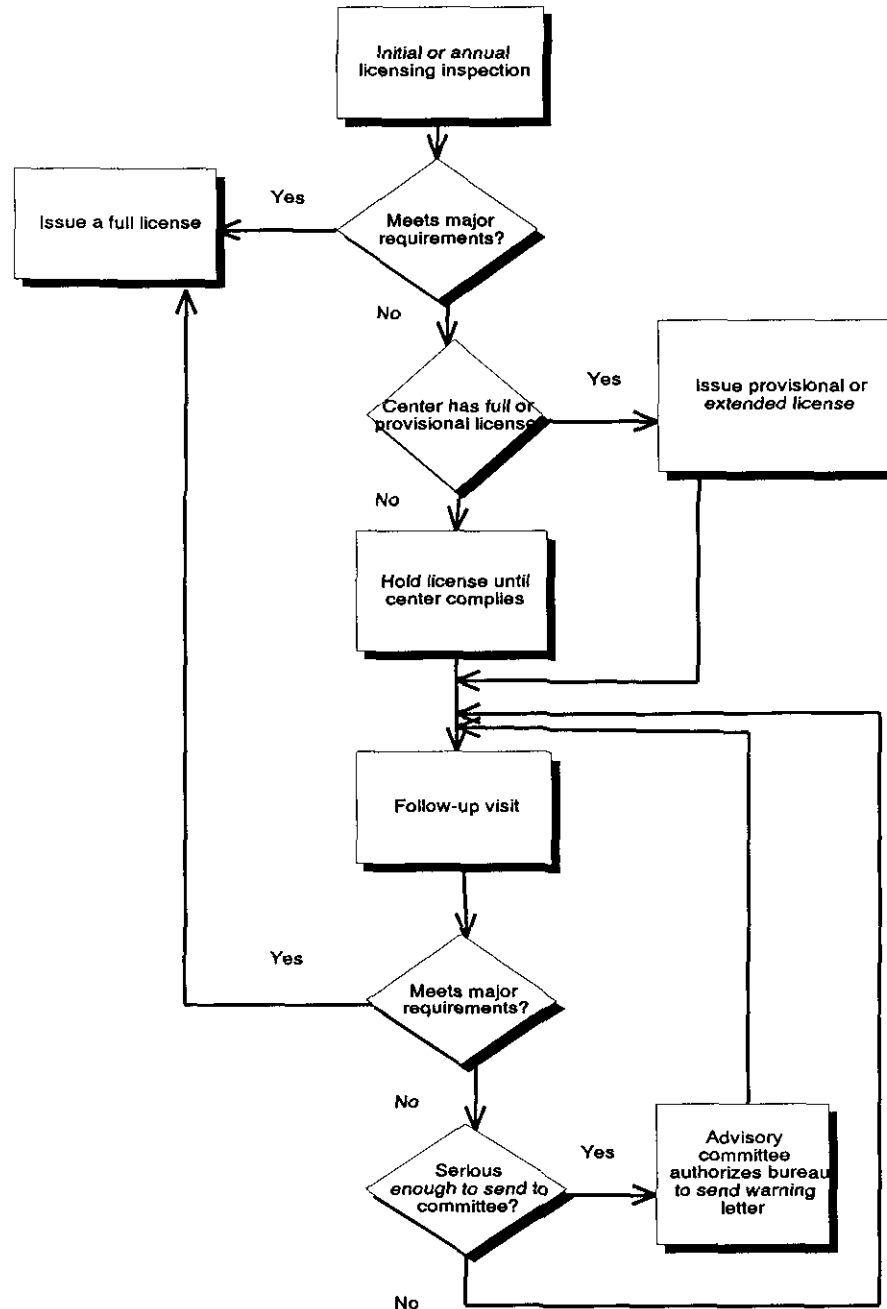 Initial or annual
licensing inspection
Yes
Issue a full license
Meets major
requirements?
No
Center has full or
provisional license
Yes
Issue provisional or
extended license
No
Hold license until
center complies
Follow-up visit
Yes
Meets major
requirements?
No
Serious
enough to send to
committee?
Yes
Advisory
committee
authorizes bureau
to send warning
letter
No